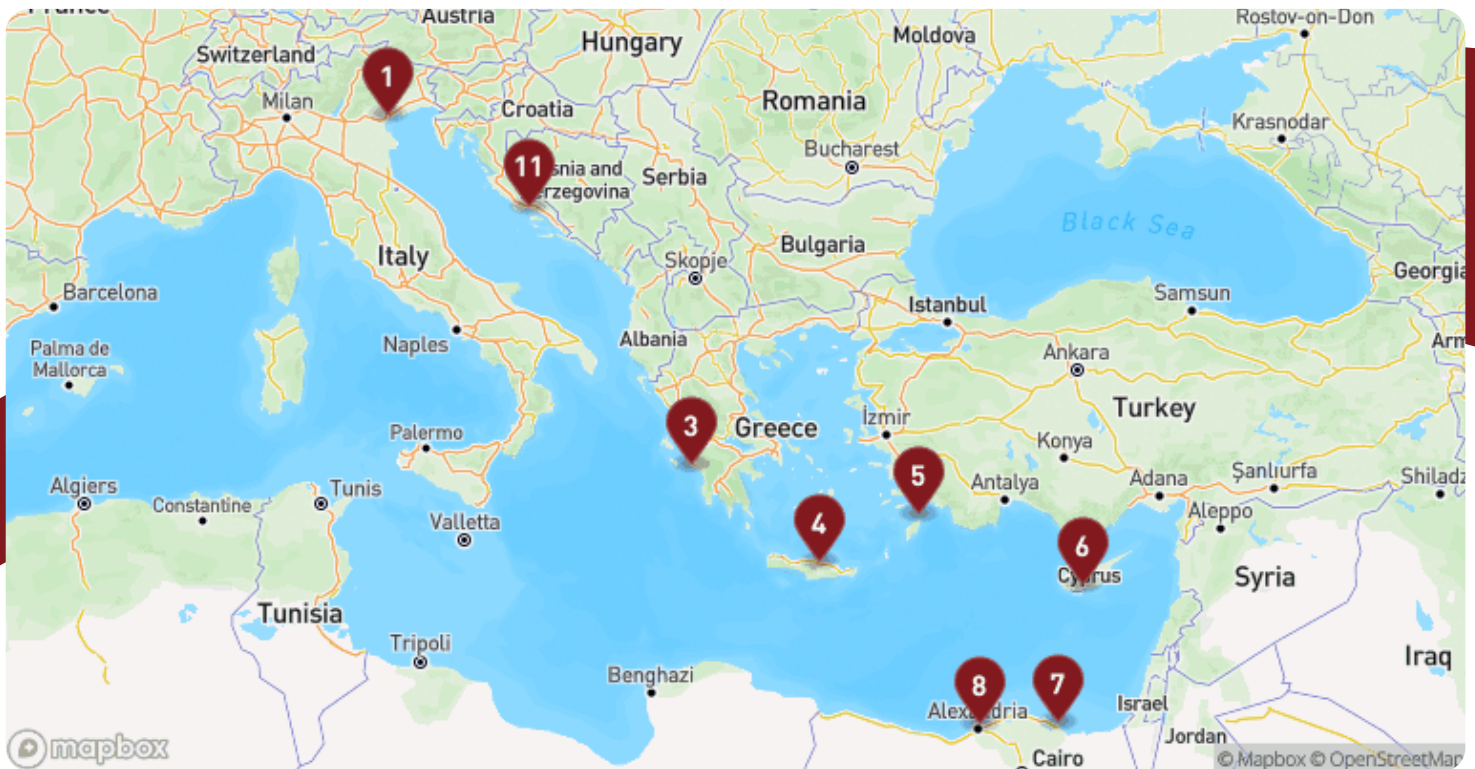 France
Austria
Rostov-on-Don
Switzerland
Hungary
Moldova
1
Milan
Croatia
Romania
Krasnodar
Bucharest
11
snia and
erzegovina
Serbia
Black Sea
Italy
Skopje
Bulgaria
Georgia
Barcelona
Istanbul
Samsun
Naples
Albania
Arm
Palma de
Mallorca
Ankara
Turkey
3
Greece
İzmir
Palermo
Konya
5
Algiers
Constantine
Tunis
Antalya
Adana
Şanlıurfa
Shiladz
Valletta
4
Aleppo
6
Cyprus
Syria
Tunisia
Tripoli
Benghazi
Iraq
8
7
Alexandria
Israel
Jordan
mapbox
Cairo
© Mapbox © OpenStreetMap